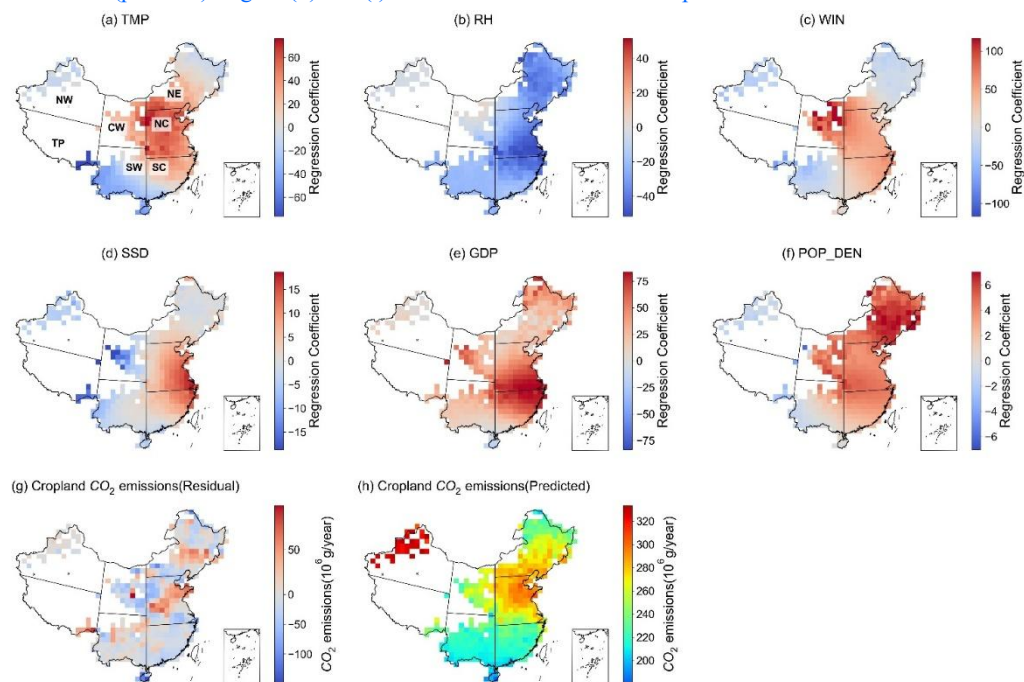 (a) TMP
(b) RH
(c) WIN
NW
NE
CW
NC
TP
SW
SC
60
40
20
0
−20
−40
−60
Regression Coefficient
40
20
0
−20
−40
Regression Coefficient
100
50
0
−50
−100
Regression Coefficient
(d) SSD
(e) GDP
(f) POP_DEN
15
10
5
0
−5
−10
−15
Regression Coefficient
75
50
25
0
−25
−50
−75
Regression Coefficient
6
4
2
0
−2
−4
−6
Regression Coefficient
(g) Cropland CO₂ emissions(Residual)
(h) Cropland CO₂ emissions(Predicted)
50
0
−50
−100
CO₂ emissions(10⁶ g/year)
320
300
280
260
240
220
200
CO₂ emissions(10⁶ g/year)